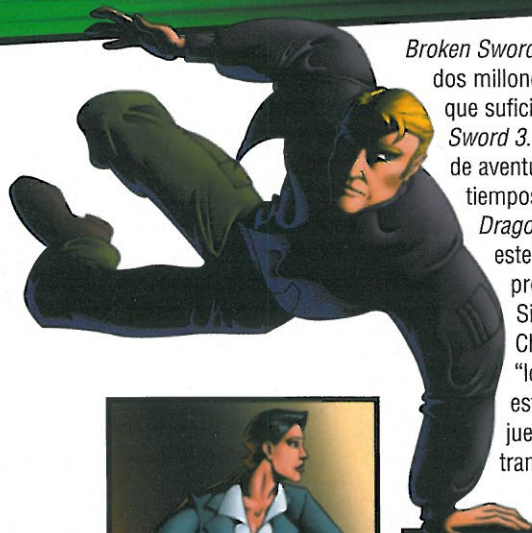 Broken Sword
dos millone
que sufici
Sword 3.
de aventu
tiempos
Drago
este
pr
Si
Cl
"l
est
jue
tran